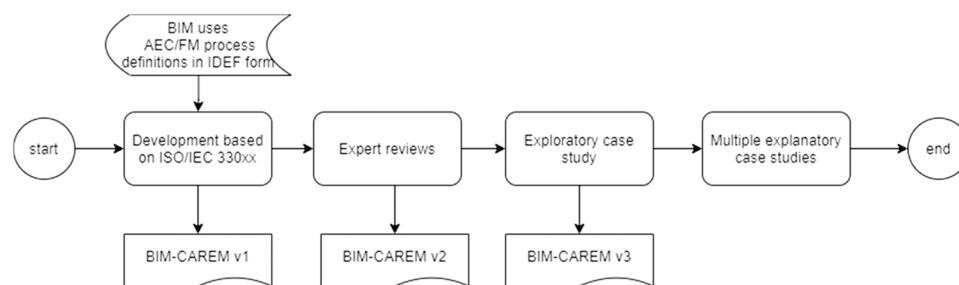 BIM uses
AEC/FM process
definitions in IDEF form
start
Development based
on ISO/IEC 330xx
Expert reviews
Exploratory case
study
Multiple explanatory
case studies
end
BIM-CAREM v1
BIM-CAREM v2
BIM-CAREM v3